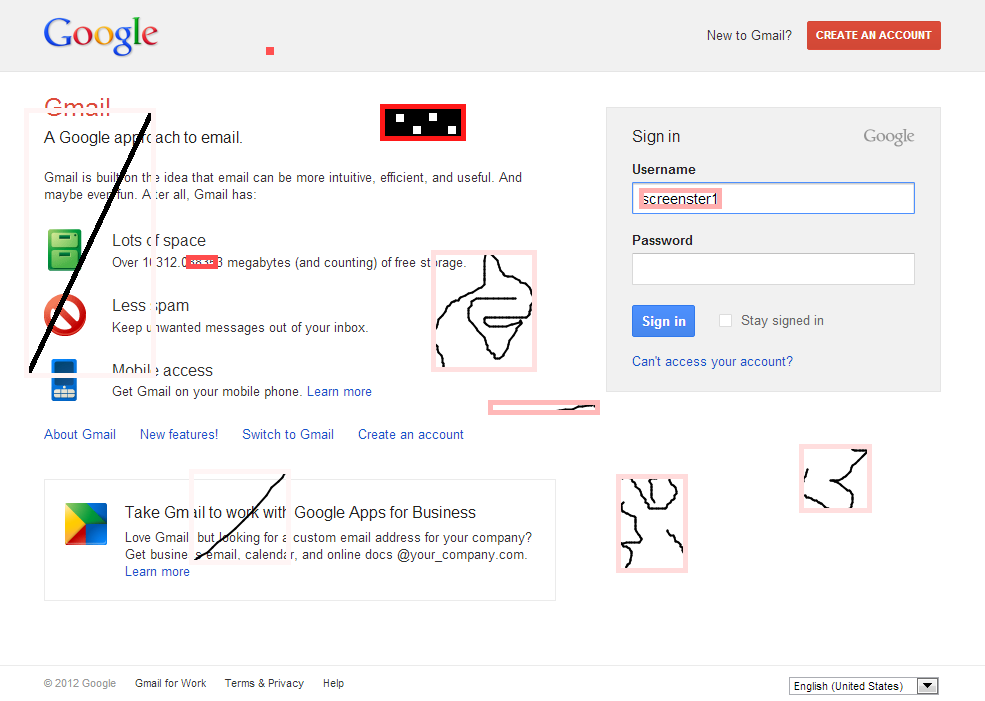 Google
New to Gmail? CREATE AN ACCOUNT
Gmail
A Google approach to email.
Gmail is built on the idea that email can be more intuitive, efficient, and useful. And
maybe even fun. After all, Gmail has:
Lots of space
Over 10312.0 3 megabytes (and counting) of free storage.
Less spam
Keep unwanted messages out of your inbox.
Mobile access
Get Gmail on your mobile phone. Learn more
About Gmail New features! Switch to Gmail Create an account
Take Gmail to work with Google Apps for Business
Love Gmail, but looking for a custom email address for your company?
Get business email, calendar, and online docs @your_company.com.
Learn more
Sign in Google
Username
screenster1
Password
Sign in Stay signed in
Can't access your account?
© 2012 Google Gmail for Work Terms & Privacy Help
English (United States)